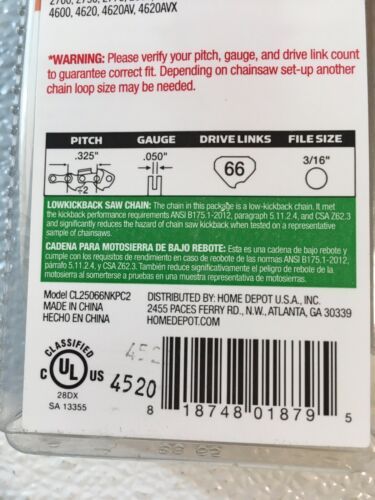 4600, 4620, 4620AV, 4620AVX
*WARNING: Please verify your pitch, gauge, and drive link count
to guarantee correct fit. Depending on chainsaw set-up another
chain loop size may be needed.
PITCH GAUGE DRIVE LINKS FILE SIZE
.325" .050" 66 3/16"
÷2
LOWKICKBACK SAW CHAIN: The chain in this package is a low-kickback chain. It met
the kickback performance requirements ANSI B175.1-2012, paragraph 5.11.2.4, and CSA Z62.3
and significantly reduces the hazard of chain saw kickback when tested on a representative
sample of chainsaws.
CADENA PARA MOTOSIERRA DE BAJO REBOTE: Esta es una cadena de bajo rebote y
cumple con los requisitos de rendimiento en caso de rebote de las normas ANSI B175.1-2012,
párrafo 5.11.2.4, y CSA Z62.3. También reduce significativamente el peligro de rebote de la
motosierra cuando se la prueba en una muestra representativa de motosierras.
Model CL25066NKPC2
MADE IN CHINA
HECHO EN CHINA
DISTRIBUTED BY: HOME DEPOT U.S.A., INC.
2455 PACES FERRY RD., N.W., ATLANTA, GA 30339
HOMEDEPOT.COM
CLASSIFIED
C UL US
28DX
SA 13355
452
4520
8 18748 01879 5